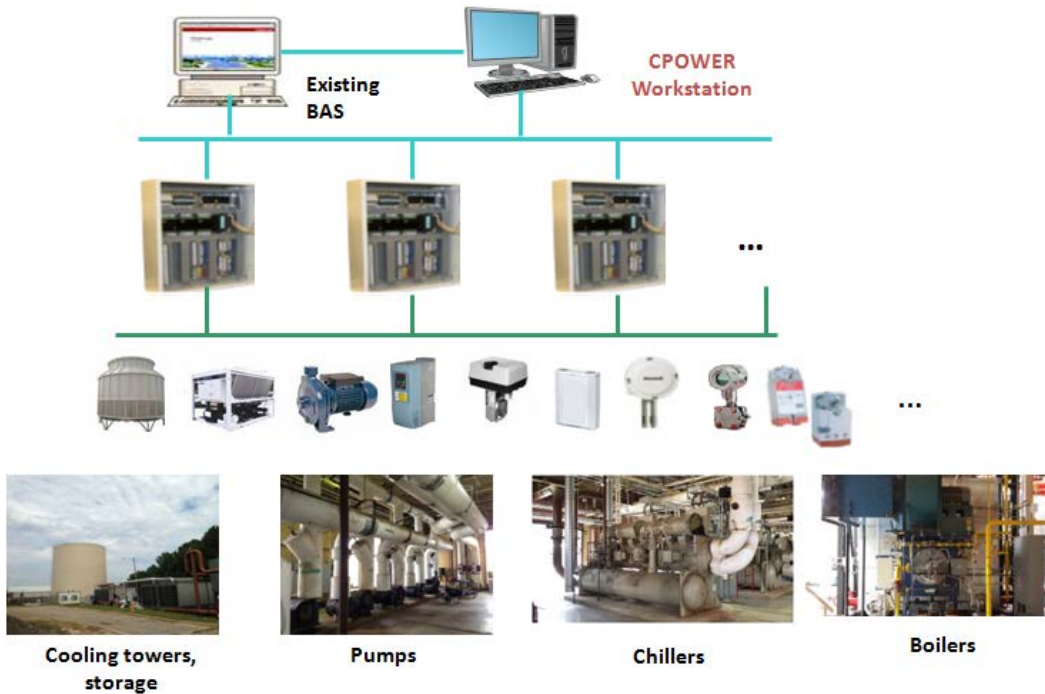 Existing
BAS
CPOWER
Workstation
...
...
Cooling towers,
storage
Pumps
Chillers
Boilers